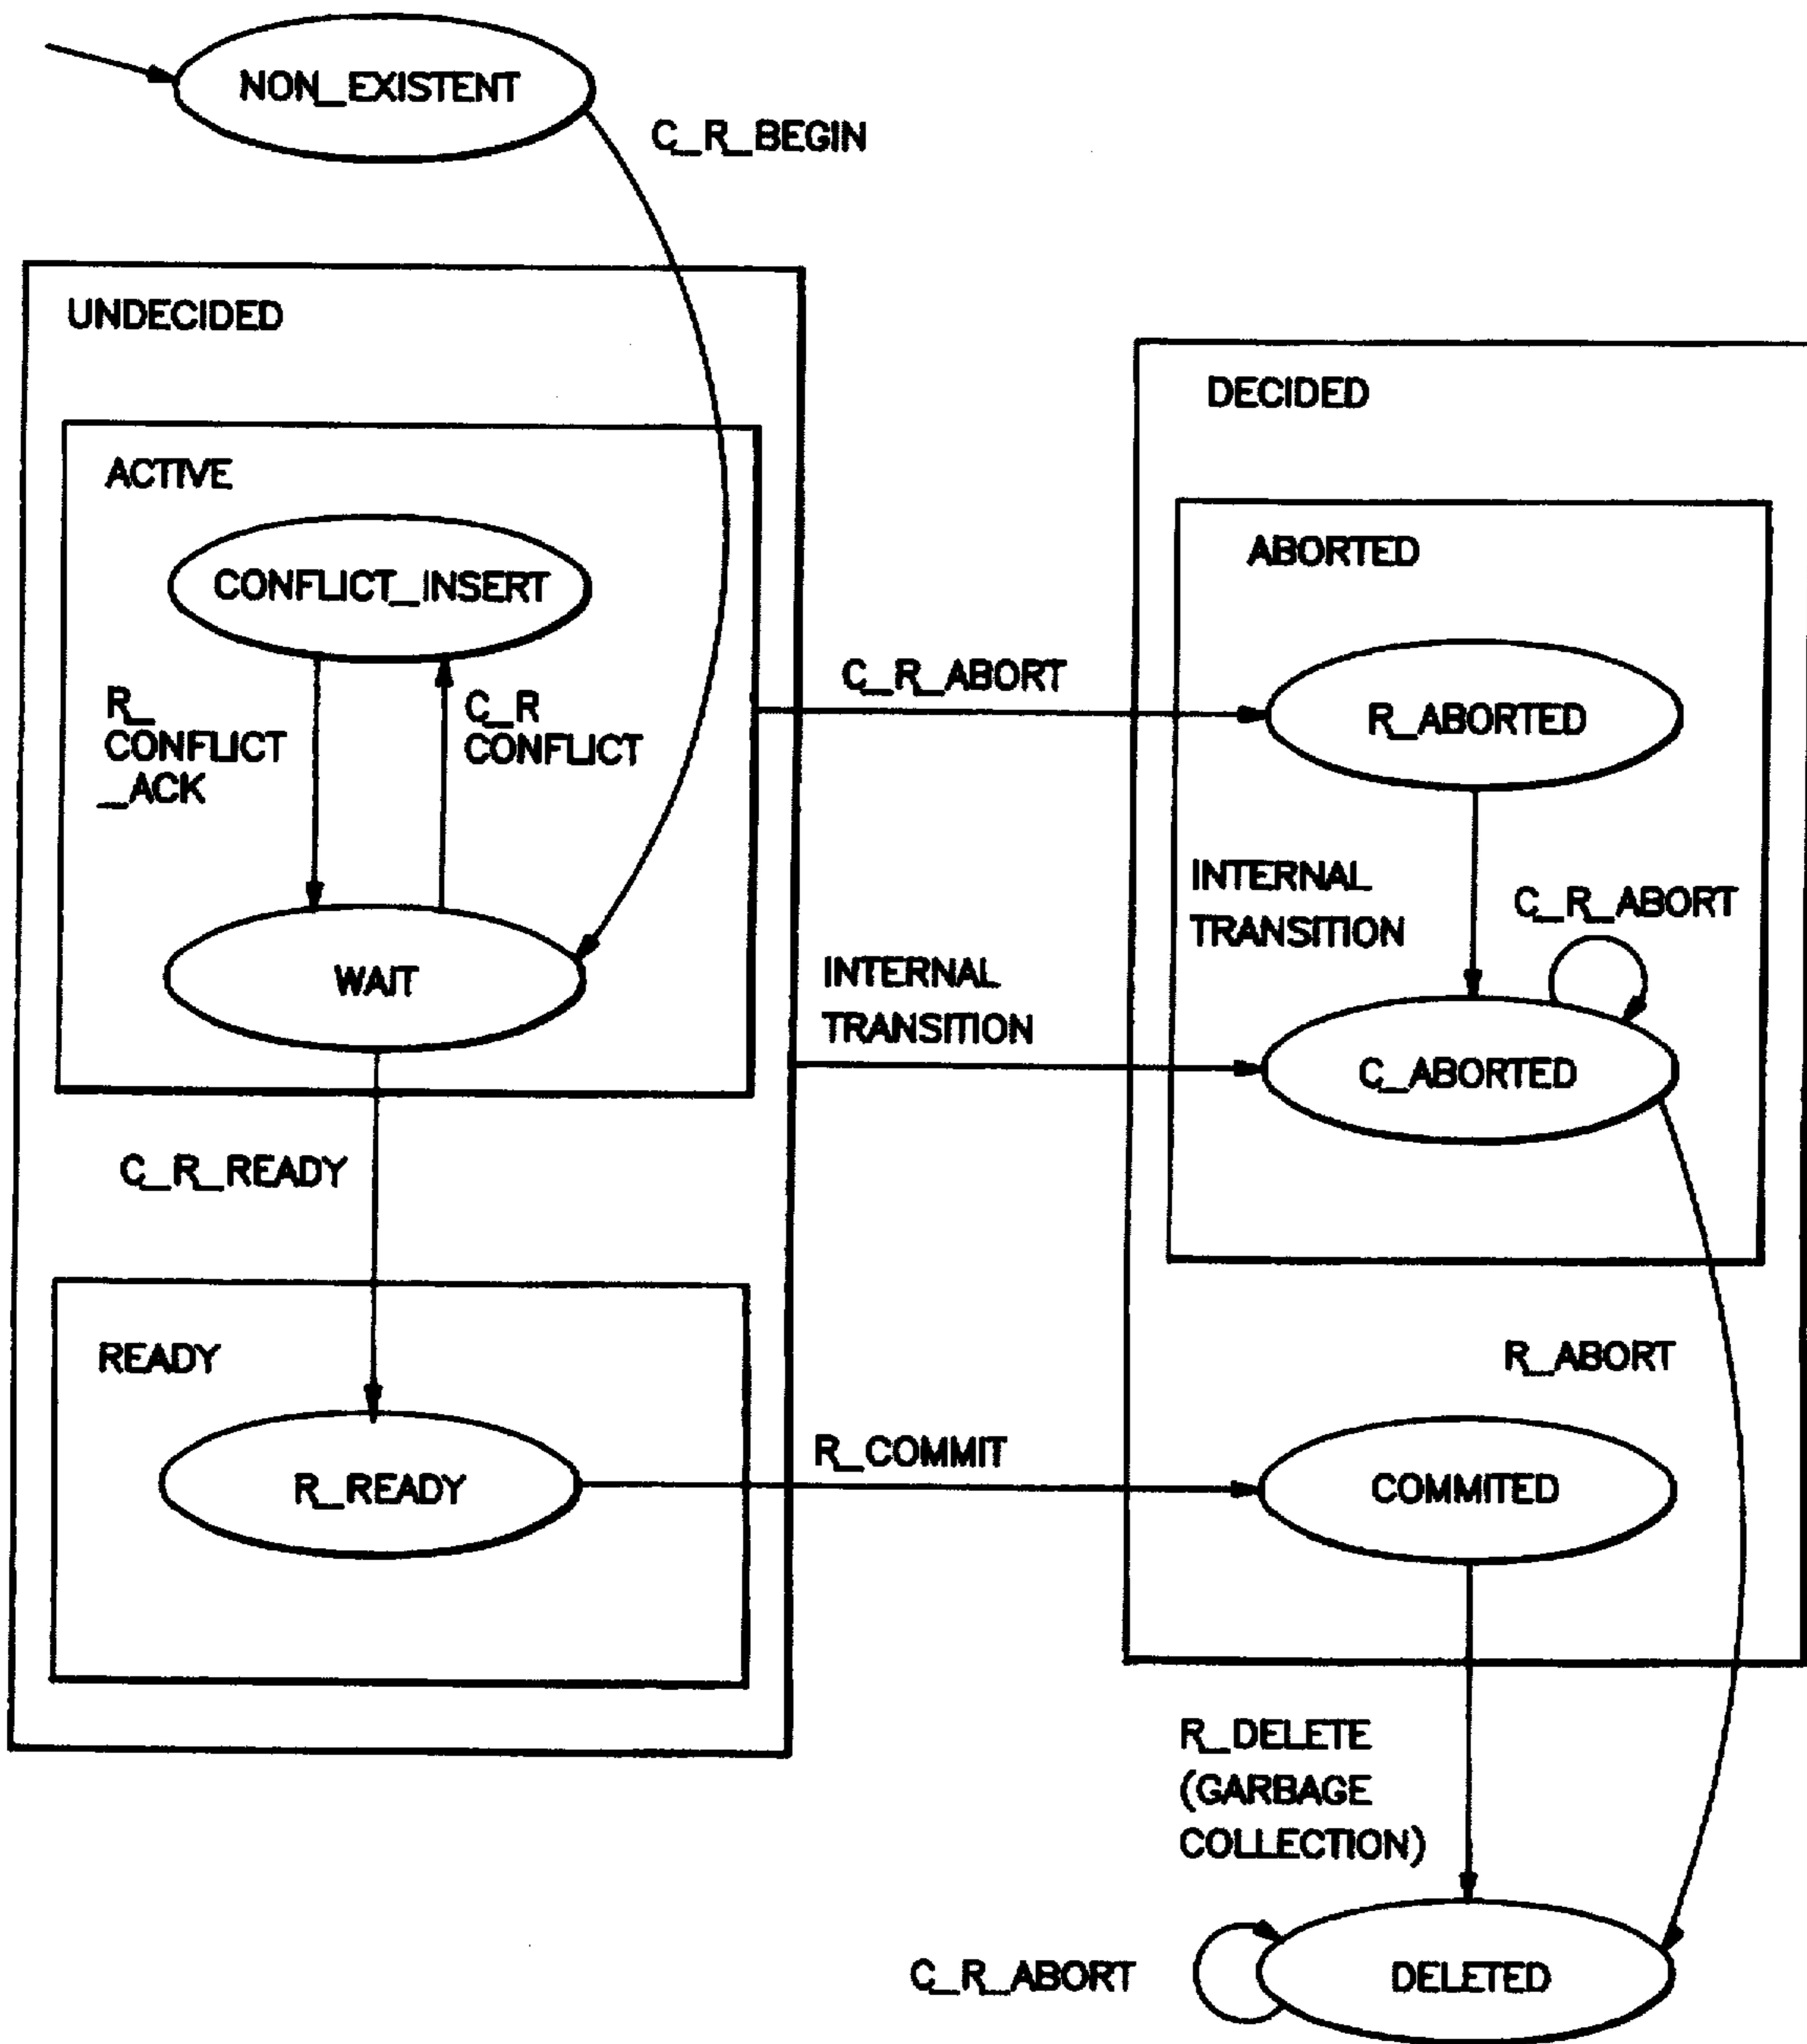 NON_EXISTENT
C_R_BEGIN
UNDECIDED
DECIDED
ACTIVE
ABORTED
CONFLICT_INSERT
C_R_ABORT
R_ABORTED
R_
CONFLICT
_ACK
C_R
CONFLICT
INTERNAL
TRANSITION
C_R_ABORT
WAIT
INTERNAL
TRANSITION
C_ABORTED
C_R_READY
READY
R_ABORT
R_COMMIT
R_READY
COMMITED
R_DELETE
(GARBAGE
COLLECTION)
C_R_ABORT
DELETED